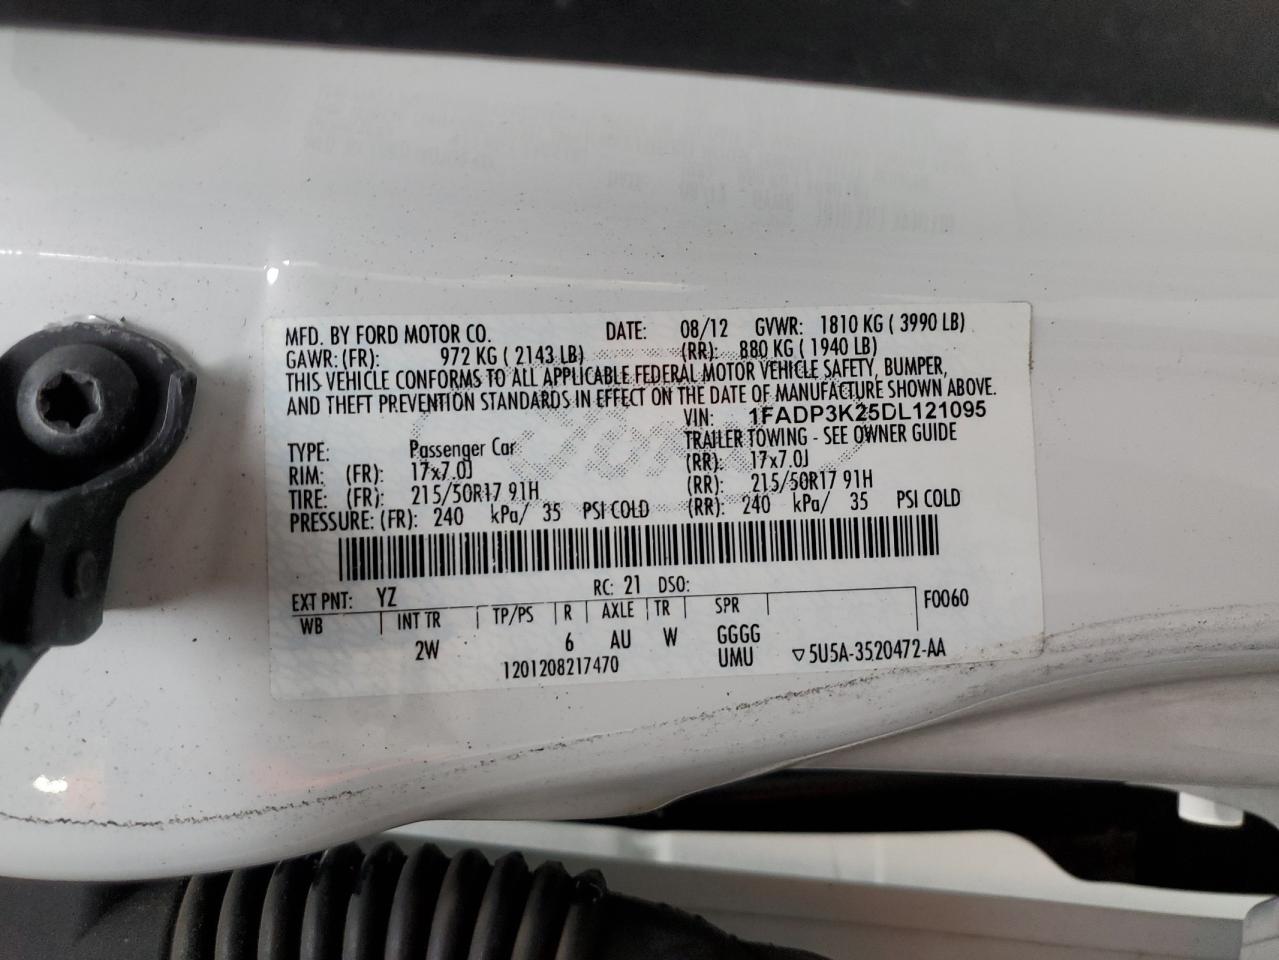 MFD. BY FORD MOTOR CO. DATE: 08/12 GVWR: 1810 KG ( 3990 LB)
GAWR: (FR): 972 KG ( 2143 LB) (RR): 880 KG ( 1940 LB)
THIS VEHICLE CONFORMS TO ALL APPLICABLE FEDERAL MOTOR VEHICLE SAFETY, BUMPER,
AND THEFT PREVENTION STANDARDS IN EFFECT ON THE DATE OF MANUFACTURE SHOWN ABOVE.
VIN: 1FADP3K25DL121095
TYPE: Passenger Car TRAILER TOWING - SEE OWNER GUIDE
RIM: (FR): 17x7.0J (RR): 17x7.0J
TIRE: (FR): 215/50R17 91H (RR): 215/50R17 91H
PRESSURE: (FR): 240 kPa/ 35 PSI COLD (RR): 240 kPa/ 35 PSI COLD
EXT PNT: YZ RC: 21 DSO:
WB INT TR TP/PS R AXLE TR SPR F0060
2W 6 AU W GGGG
1201208217470 UMU ▽5U5A-3520472-AA
Ford